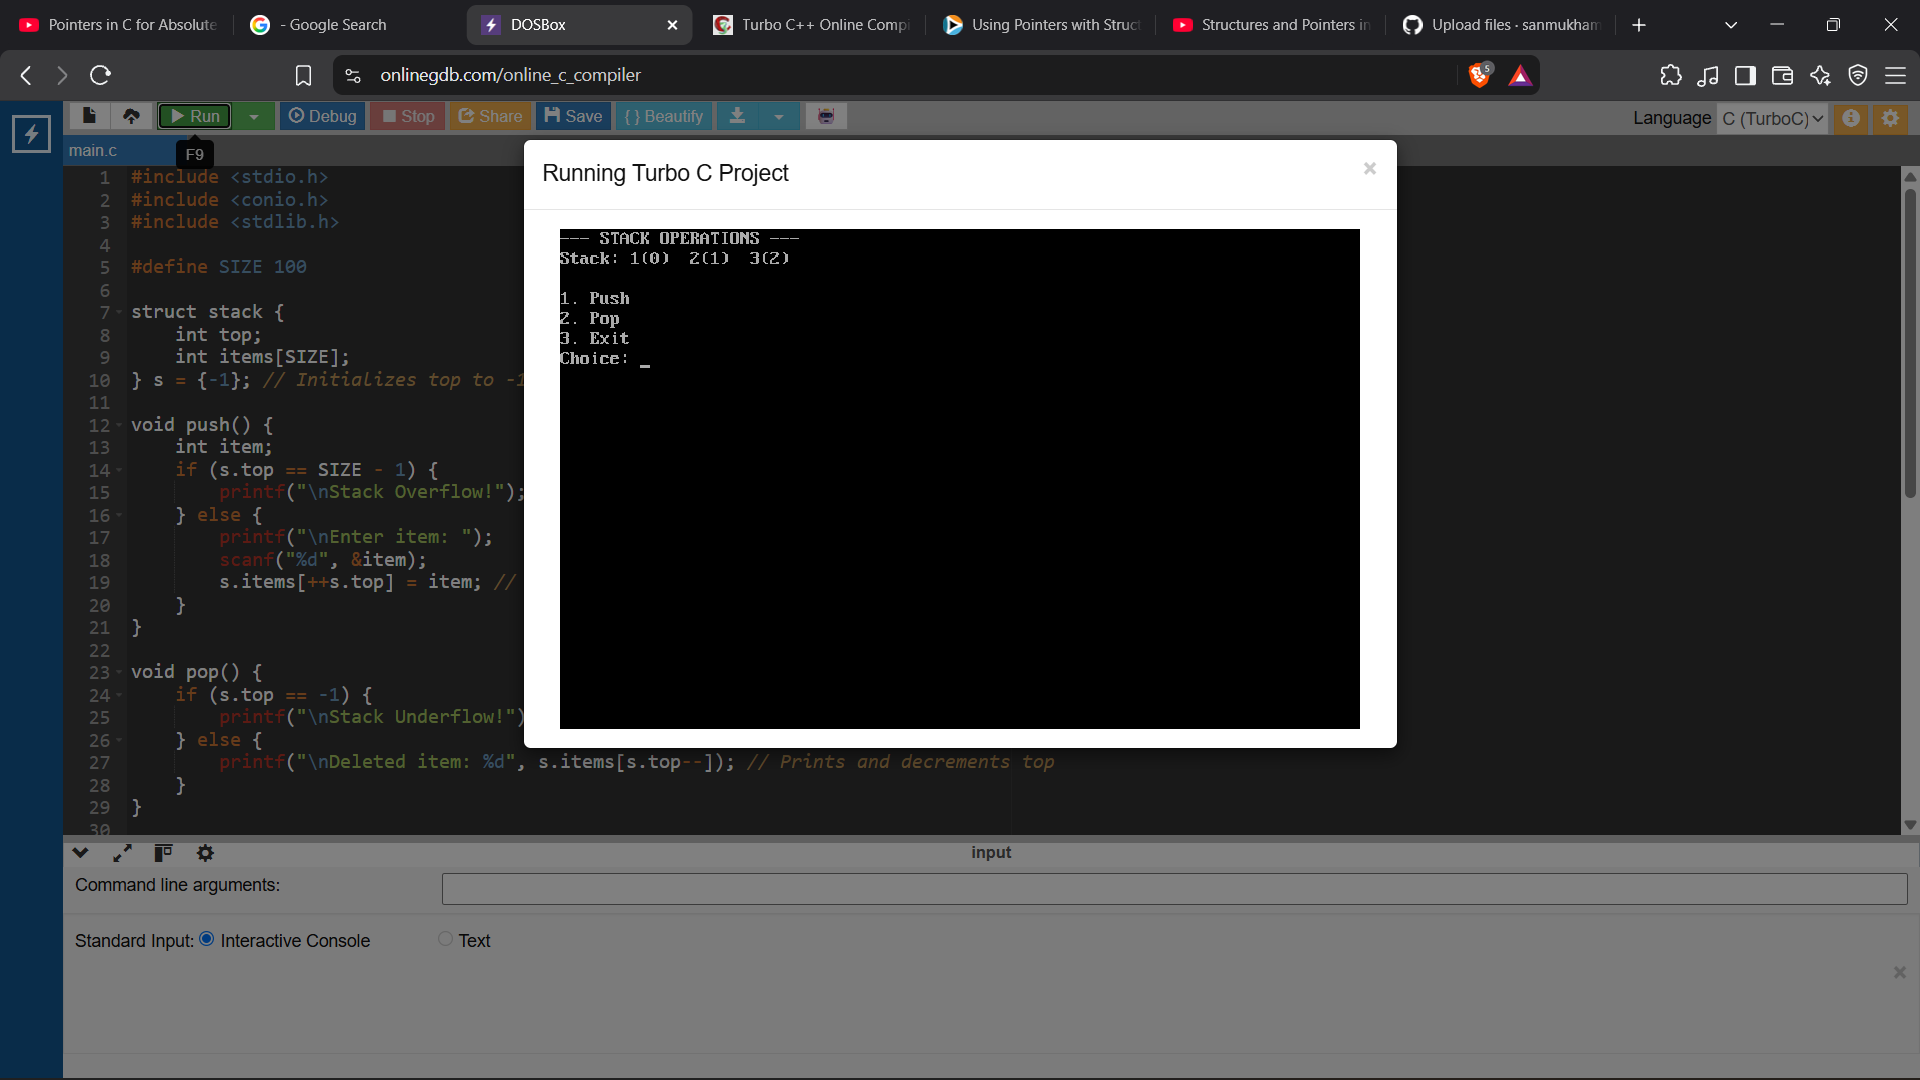 Pointers in C for Absolute
- Google Search
DOSBox
Turbo C++ Online Compi
Using Pointers with Struct
Structures and Pointers in
Upload files · sanmukham
onlinegdb.com/online_c_compiler
5
Run
Debug
Stop
Share
Save
{ } Beautify
Language
C (TurboC)
main.c
F9
1 #include <stdio.h>
2 #include <conio.h>
3 #include <stdlib.h>
4
5 #define SIZE 100
6
7 struct stack {
8 int top;
9 int items[SIZE];
10 } s = {-1}; // Initializes top to -1
11
12 void push() {
13 int item;
14 if (s.top == SIZE - 1) {
15 printf("\nStack Overflow!");
16 } else {
17 printf("\nEnter item: ");
18 scanf("%d", &item);
19 s.items[++s.top] = item; //
20 }
21 }
22
23 void pop() {
24 if (s.top == -1) {
25 printf("\nStack Underflow!")
26 } else {
27 printf("\nDeleted item: %d", s.items[s.top--]); // Prints and decrements top
28 }
29 }
30
Running Turbo C Project
×
--- STACK OPERATIONS ---
Stack: 1(0) 2(1) 3(2)
1. Push
2. Pop
3. Exit
Choice: _
input
Command line arguments:
Standard Input:
Interactive Console
Text